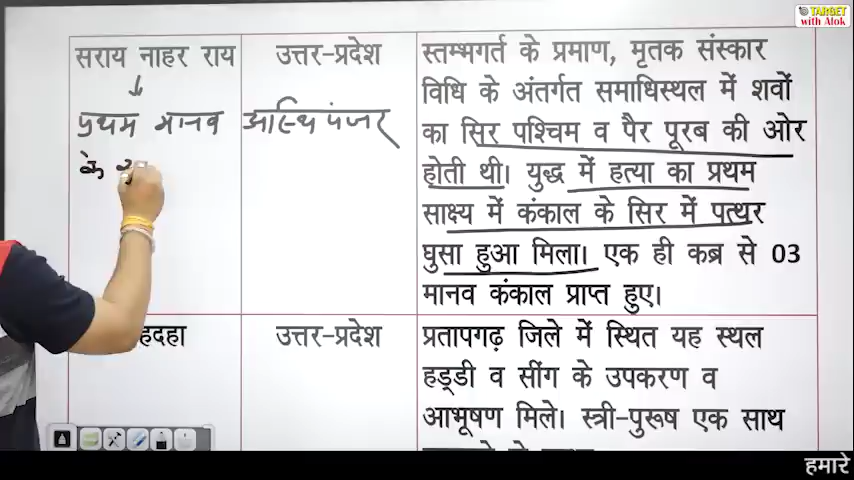 TARGET
with Alok
सराय नाहर राय
उत्तर-प्रदेश
स्तम्भगर्त के प्रमाण, मृतक संस्कार
विधि के अंतर्गत समाधिस्थल में शवों
का सिर पश्चिम व पैर पूरब की ओर
होती थी। युद्ध में हत्या का प्रथम
साक्ष्य में कंकाल के सिर में पत्थर
घुसा हुआ मिला। एक ही कब्र से 03
मानव कंकाल प्राप्त हुए।
प्रथम मानव अस्थिपंजर
के
हदहा
उत्तर-प्रदेश
प्रतापगढ़ जिले में स्थित यह स्थल
हड्डी व सींग के उपकरण व
आभूषण मिले। स्त्री-पुरूष एक साथ
हमारे